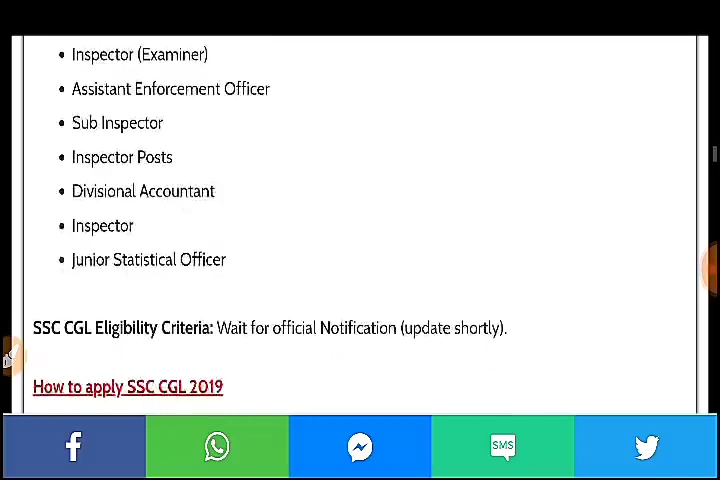 Inspector (Examiner)
Assistant Enforcement Officer
Sub Inspector
Inspector Posts
Divisional Accountant
Inspector
Junior Statistical Officer
SSC CGL Eligibility Criteria: Wait for official Notification (update shortly).
How to apply SSC CGL 2019
SMS